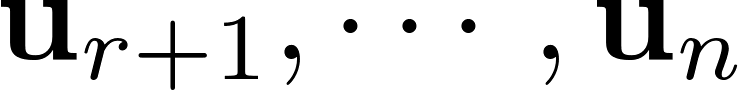 𝐮_{r+1}, ⋯ , 𝐮_n